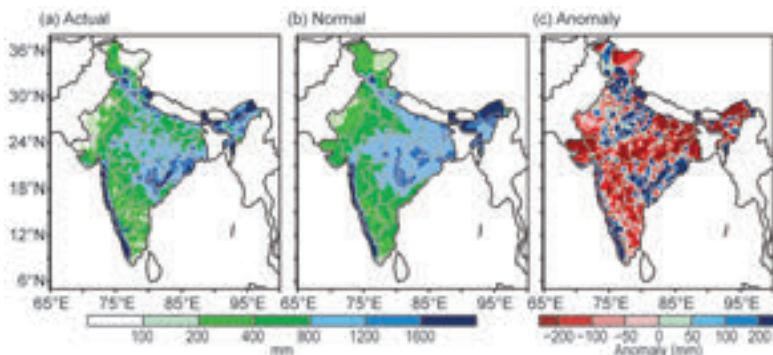 (a) Actual
(b) Normal
(c) Anomaly
36°N
30°N
24°N
18°N
12°N
6°N
65°E 75°E 85°E 95°E 65°E 75°E 85°E 95°E 65°E 75°E 85°E 95°E
100 200 400 800 1200 1600
mm
−200 −100 −50 0 50 100 200
Anomaly (mm)